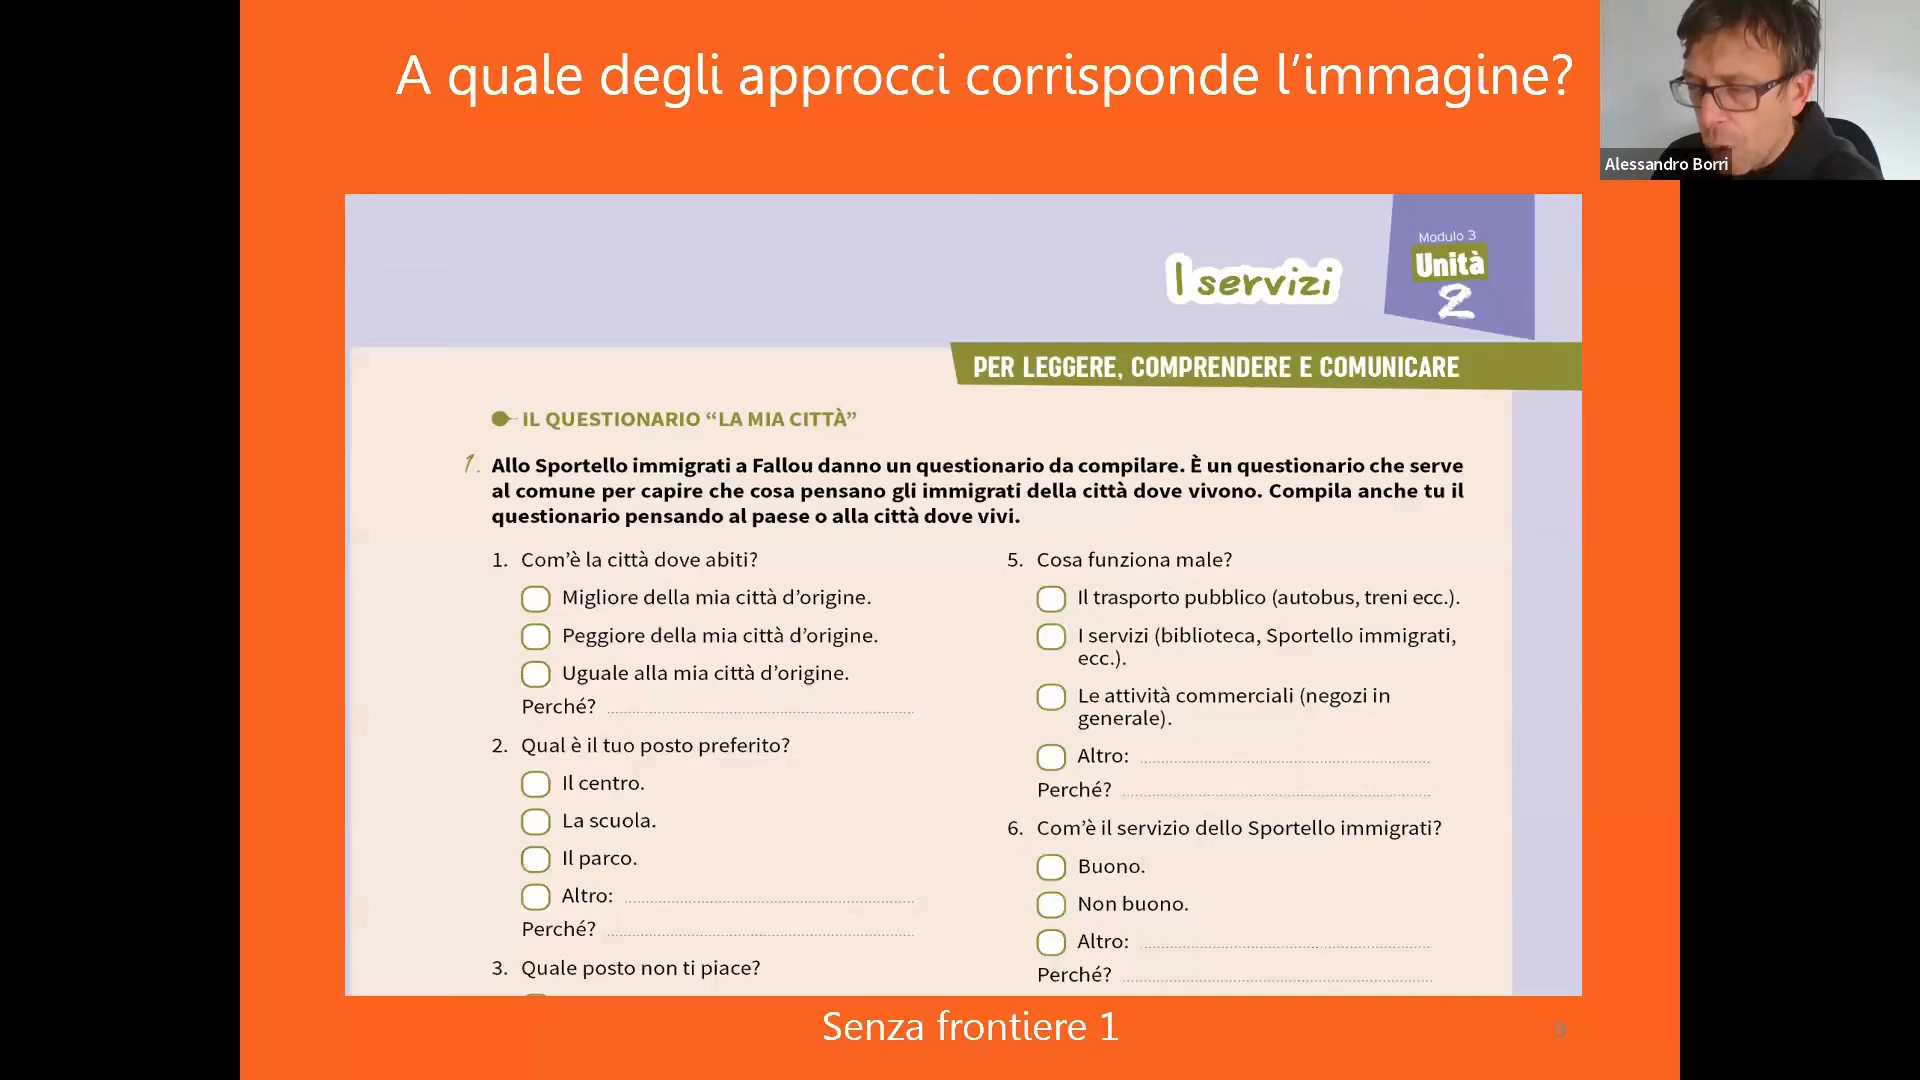 A quale degli approcci corrisponde l’immagine?
Alessandro Borri
Modulo 3
I servizi
Unità
2
PER LEGGERE, COMPRENDERE E COMUNICARE
IL QUESTIONARIO “LA MIA CITTÀ”
1. Allo Sportello immigrati a Fallou danno un questionario da compilare. È un questionario che serve
al comune per capire che cosa pensano gli immigrati della città dove vivono. Compila anche tu il
questionario pensando al paese o alla città dove vivi.
1. Com’è la città dove abiti?
Migliore della mia città d’origine.
Peggiore della mia città d’origine.
Uguale alla mia città d’origine.
Perché?
2. Qual è il tuo posto preferito?
Il centro.
La scuola.
Il parco.
Altro:
Perché?
3. Quale posto non ti piace?
5. Cosa funziona male?
Il trasporto pubblico (autobus, treni ecc.).
I servizi (biblioteca, Sportello immigrati,
ecc.).
Le attività commerciali (negozi in
generale).
Altro:
Perché?
6. Com’è il servizio dello Sportello immigrati?
Buono.
Non buono.
Altro:
Perché?
Senza frontiere 1
9